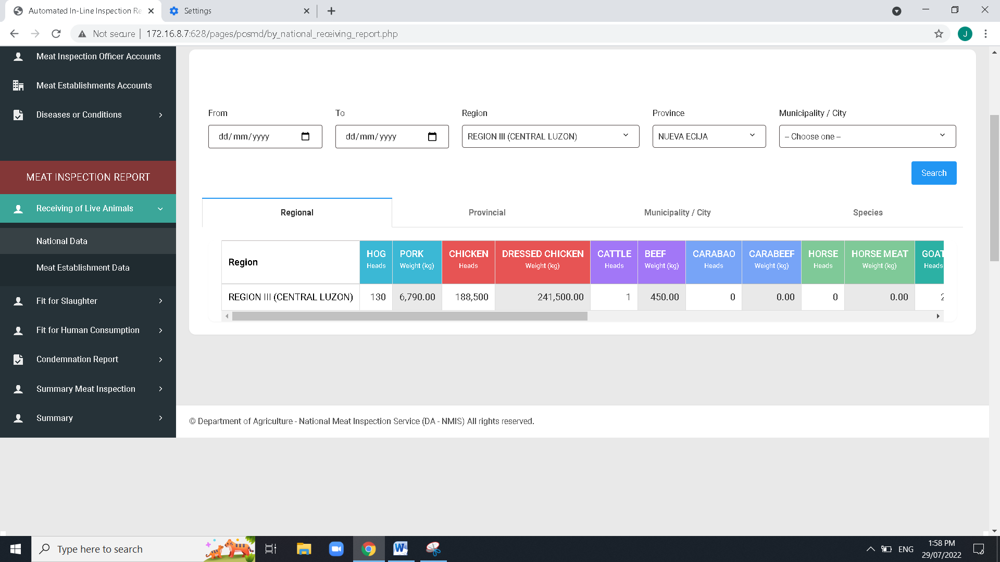 Automated In-Line Inspection Re
Settings
Not secure
172.16.8.7:628/pages/posmd/by_national_receiving_report.php
J
Meat Inspection Officer Accounts
Meat Establishments Accounts
Diseases or Conditions
MEAT INSPECTION REPORT
Receiving of Live Animals
National Data
Meat Establishment Data
Fit for Slaughter
Fit for Human Consumption
Condemnation Report
Summary Meat Inspection
Summary
From To Region Province Municipality / City
dd/mm/yyyy dd/mm/yyyy REGION III (CENTRAL LUZON) NUEVA ECIJA -- Choose one --
Search
Regional Provincial Municipality / City Species
Region
HOG PORK CHICKEN DRESSED CHICKEN CATTLE BEEF CARABAO CARABEEF HORSE HORSE MEAT GOAT
Heads Weight (kg) Heads Weight (kg) Heads Weight (kg) Heads Weight (kg) Heads Weight (kg) Heads
REGION III (CENTRAL LUZON) 130 6,790.00 188,500 241,500.00 1 450.00 0 0.00 0 0.00
© Department of Agriculture - National Meat Inspection Service (DA - NMIS) All rights reserved.
Type here to search
ENG
1:58 PM
29/07/2022